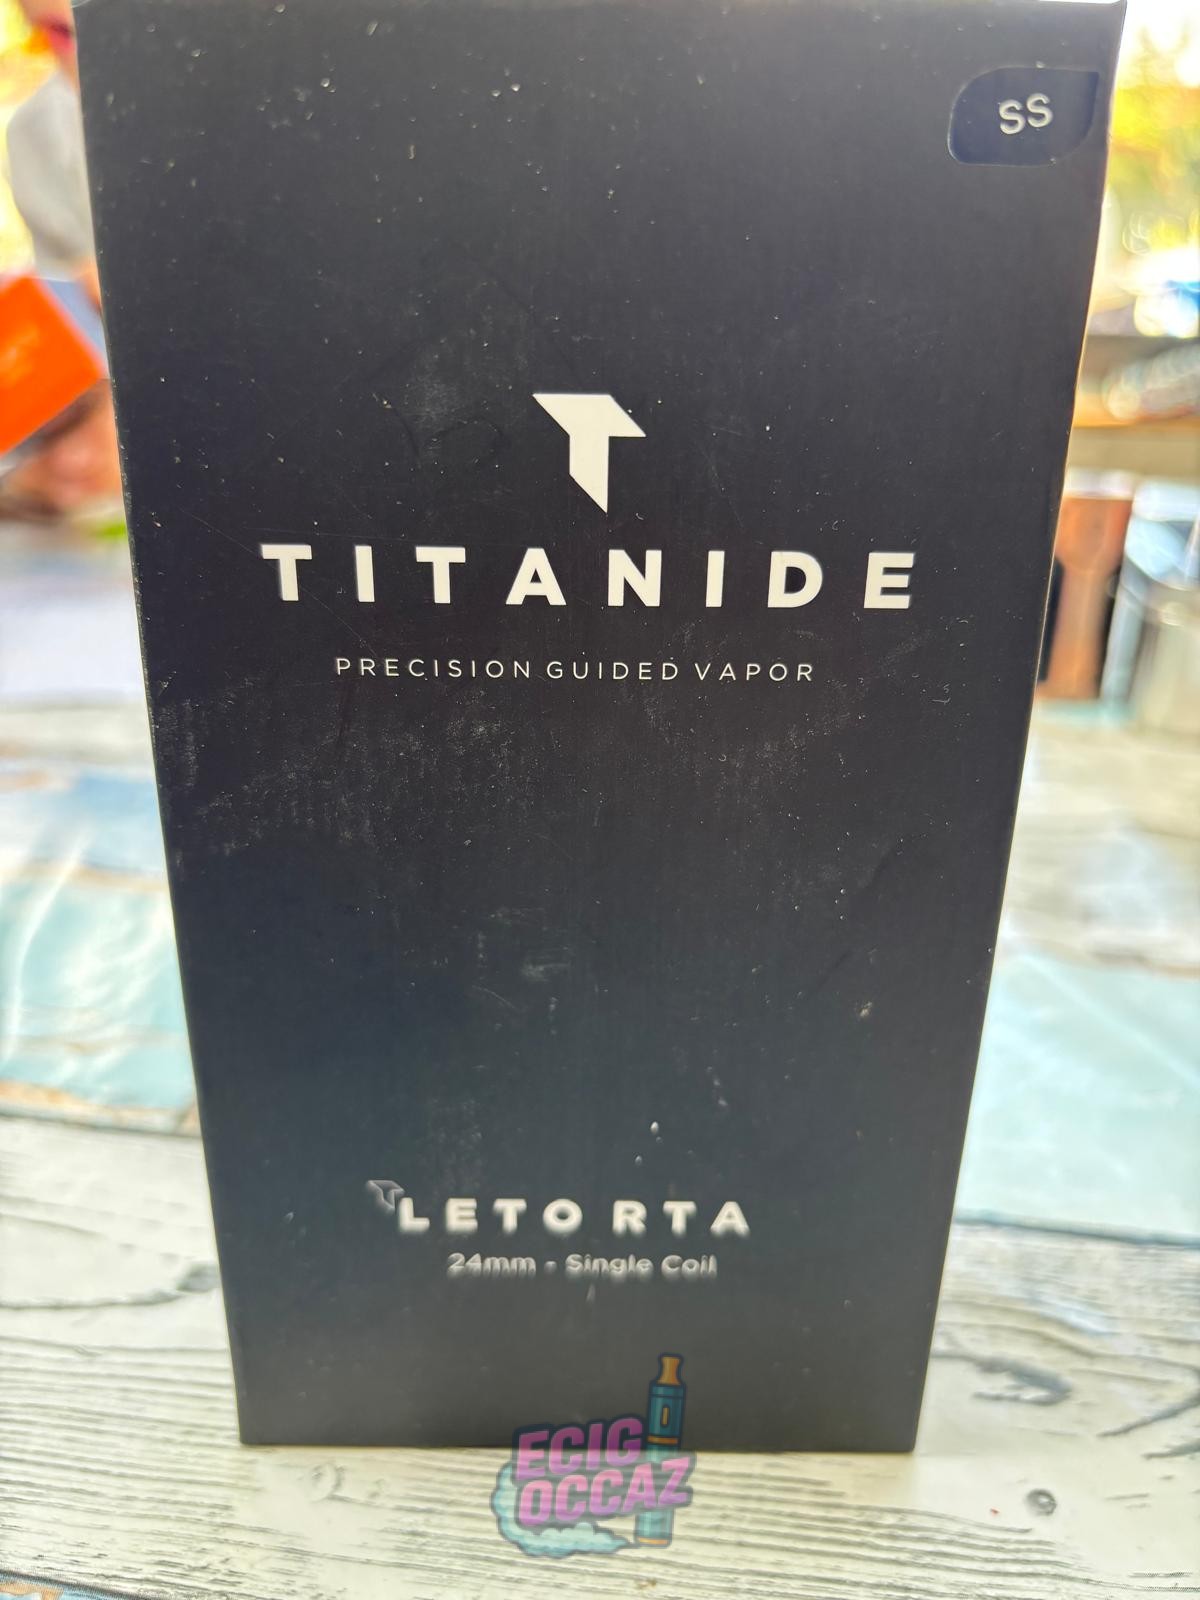 SS
TITANIDE
PRECISION GUIDED VAPOR
LETO RTA
24mm - Single Coil
ECIG
OCCAZ